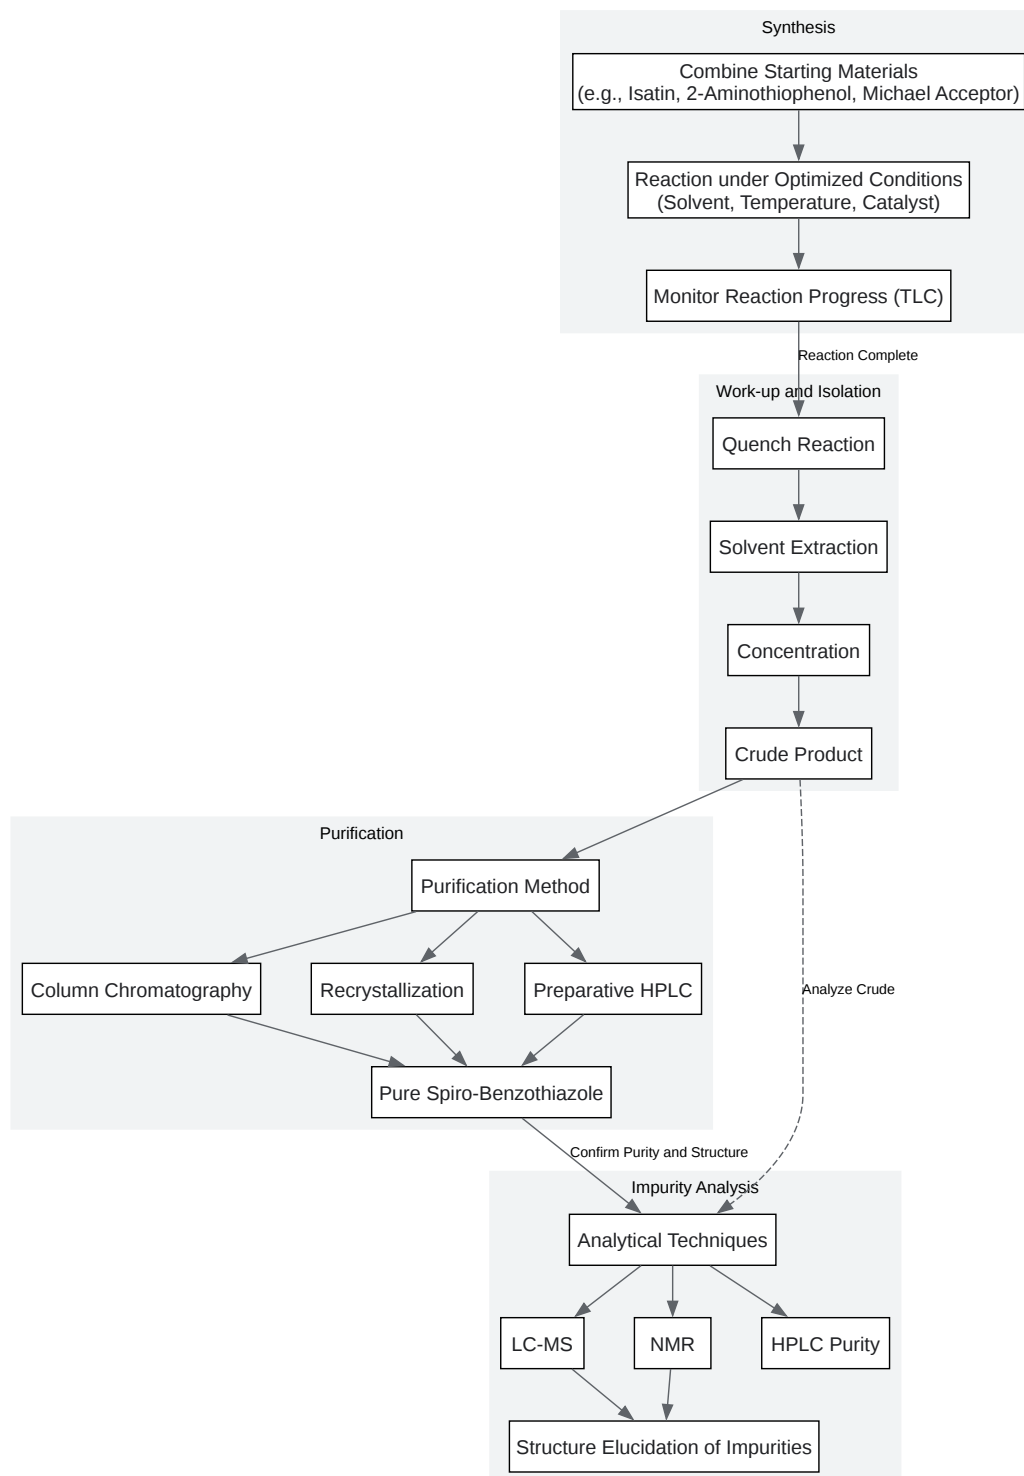 Synthesis
Combine Starting Materials
(e.g., Isatin, 2-Aminothiophenol, Michael Acceptor)
Reaction under Optimized Conditions
(Solvent, Temperature, Catalyst)
Monitor Reaction Progress (TLC)
Reaction Complete
Work-up and Isolation
Quench Reaction
Solvent Extraction
Concentration
Crude Product
Purification
Purification Method
Column Chromatography
Recrystallization
Preparative HPLC
Analyze Crude
Pure Spiro-Benzothiazole
Confirm Purity and Structure
Impurity Analysis
Analytical Techniques
LC-MS
NMR
HPLC Purity
Structure Elucidation of Impurities